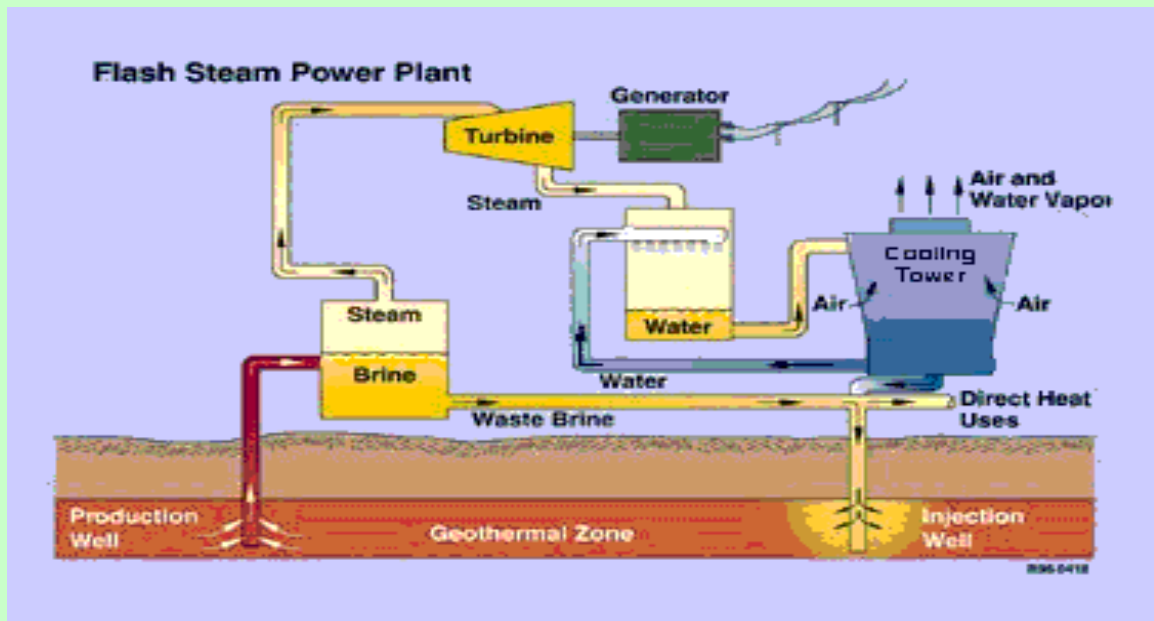 Flash Steam Power Plant
Generator
Turbine
Steam
Air and
Water Vapor
Cooling
Tower
Air
Air
Steam
Water
Brine
Water
Direct Heat
Uses
Waste Brine
Production
Well
Geothermal Zone
Injection
Well